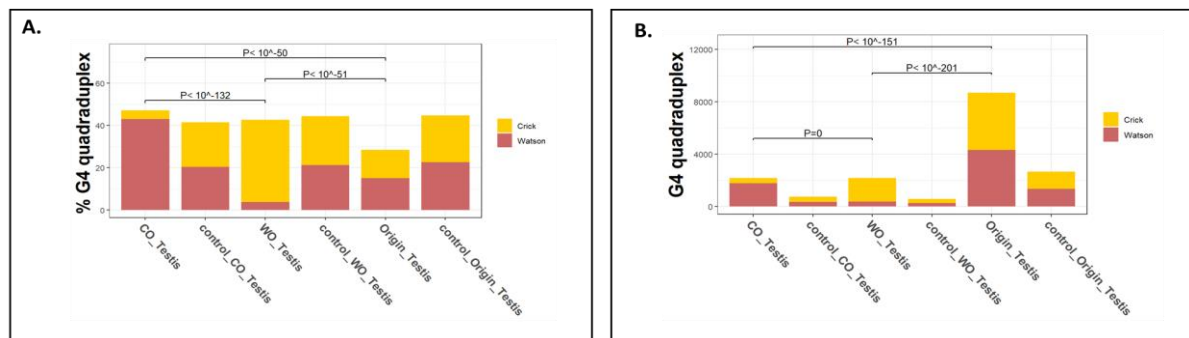 A.
% G4 quadraduplex
60
40
20
0
P< 10^-50
P< 10^-51
P< 10^-132
Crick
Watson
CO_Testis
control_CO_Testis
WO_Testis
control_WO_Testis
Origin_Testis
control_Origin_Testis
B.
G4 quadraduplex
12000
8000
4000
0
P< 10^-151
P< 10^-201
P=0
Crick
Watson
CO_Testis
control_CO_Testis
WO_Testis
control_WO_Testis
Origin_Testis
control_Origin_Testis